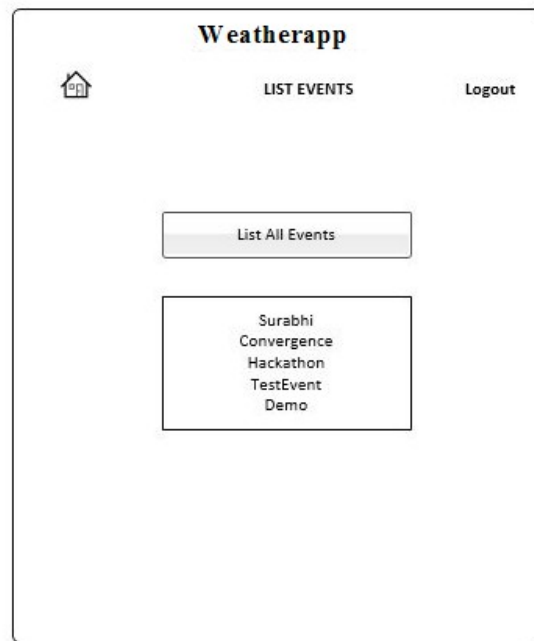 Weatherapp
LIST EVENTS Logout
List All Events
Surabhi
Convergence
Hackathon
TestEvent
Demo